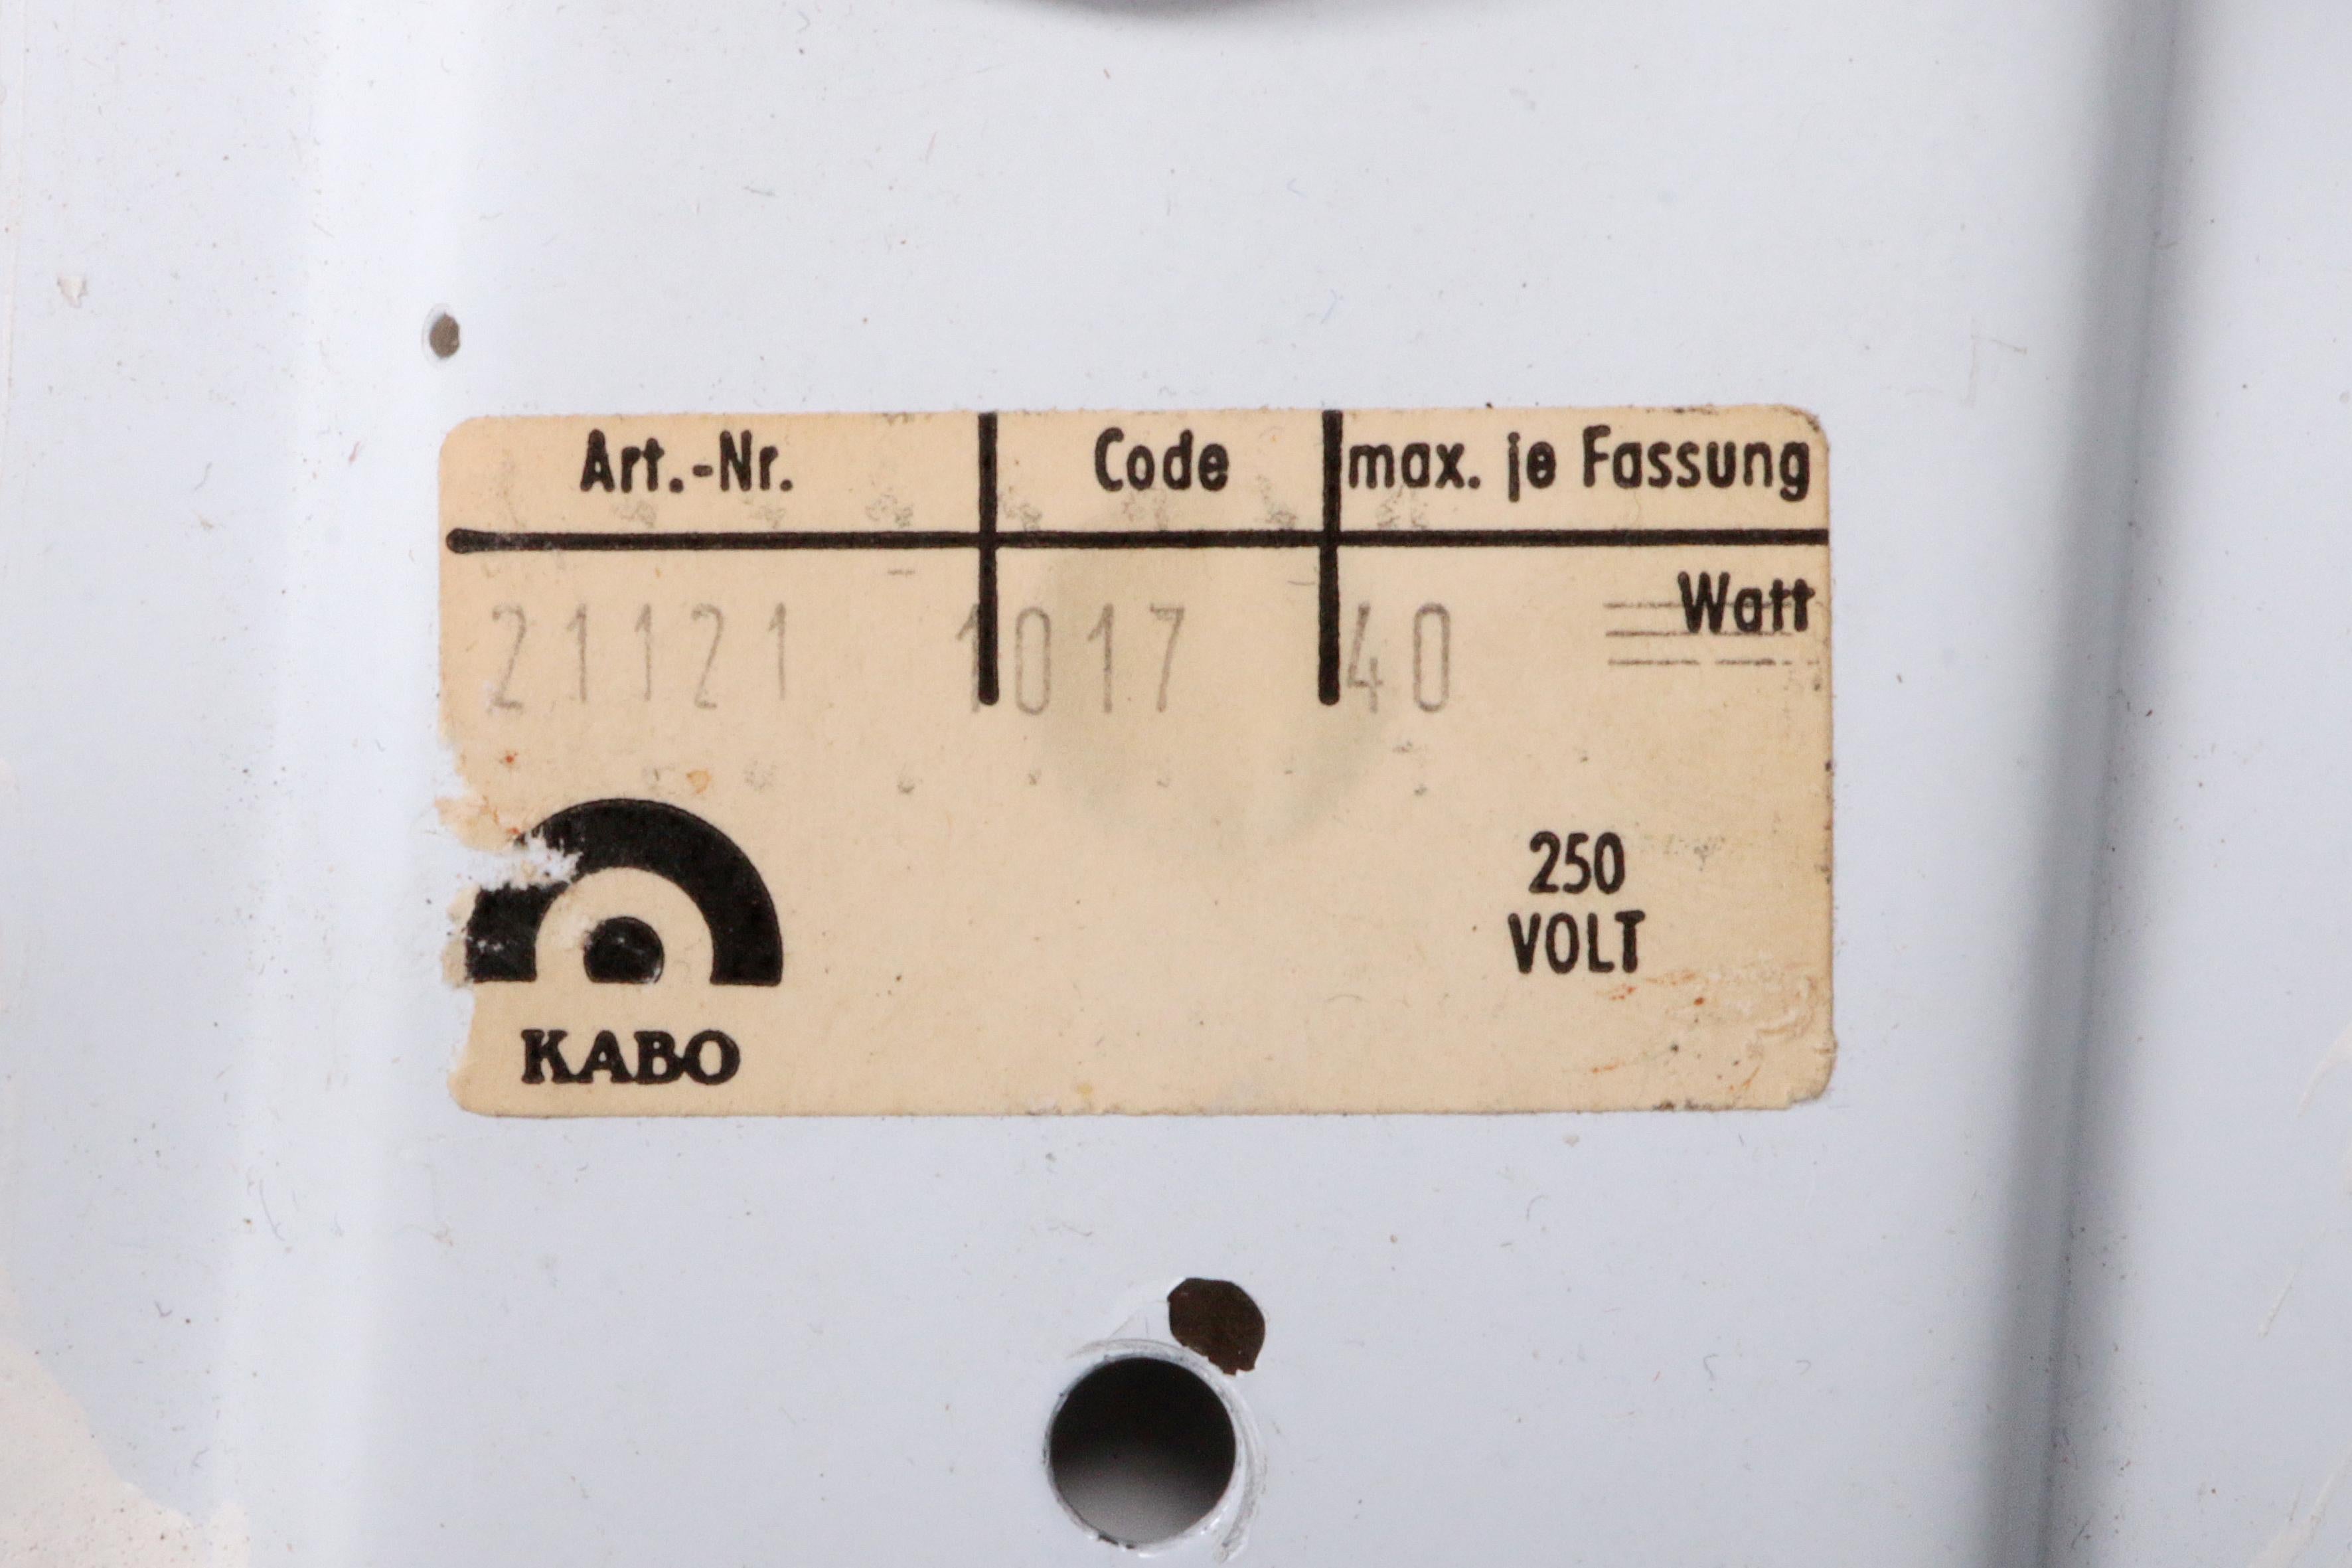 Art.-Nr. Code max. je Fassung
Watt
21121 1017 40
250
VOLT
KABO